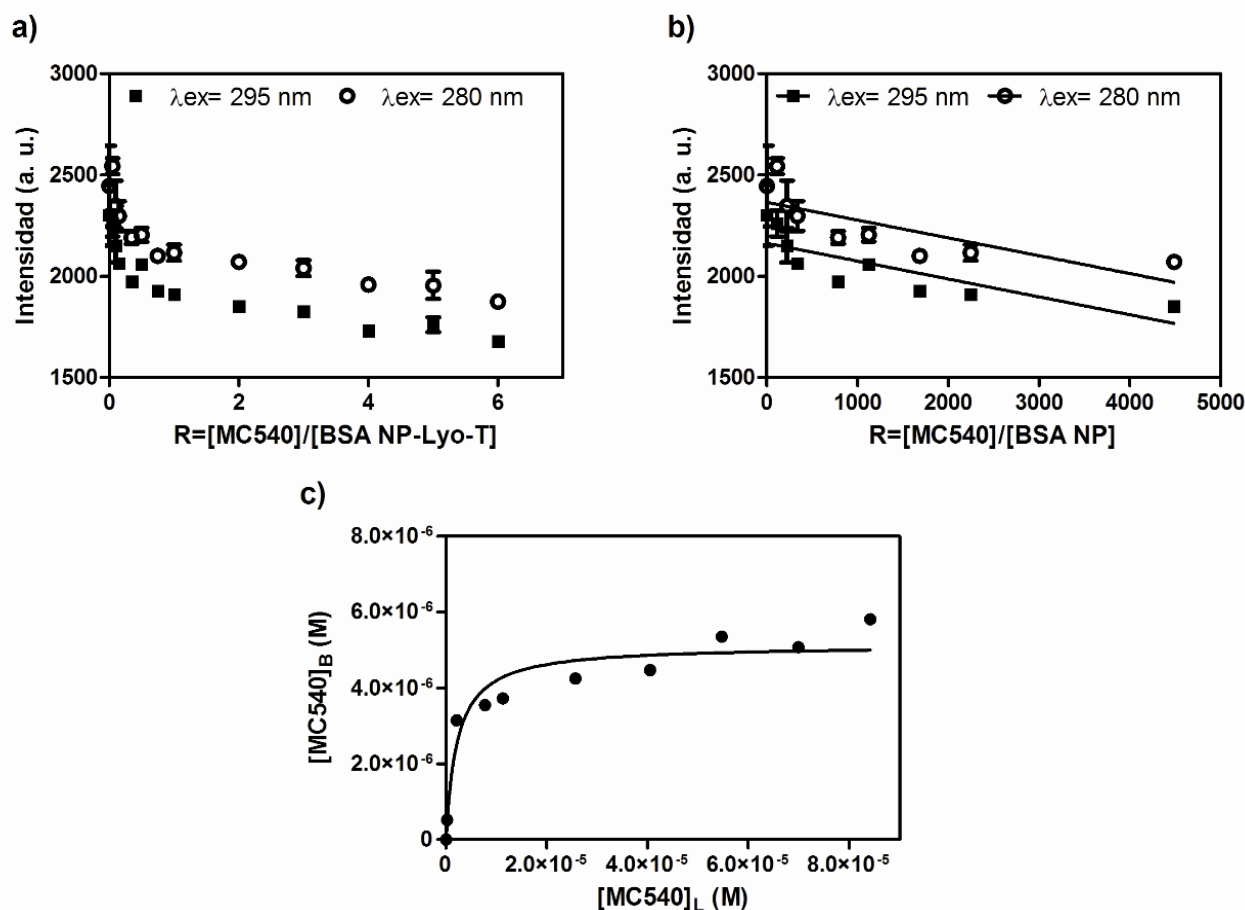 a)
3000
2500
2000
1500
Intensidad (a. u.)
λex= 295 nm
λex= 280 nm
0
2
4
6
R=[MC540]/[BSA NP-Lyo-T]
b)
3000
2500
2000
1500
Intensidad (a. u.)
λex= 295 nm
λex= 280 nm
0
1000
2000
3000
4000
5000
R=[MC540]/[BSA NP]
c)
8.0×10⁻⁶
6.0×10⁻⁶
4.0×10⁻⁶
2.0×10⁻⁶
0
[MC540]B (M)
0
2.0×10⁻⁵
4.0×10⁻⁵
6.0×10⁻⁵
8.0×10⁻⁵
[MC540]L (M)